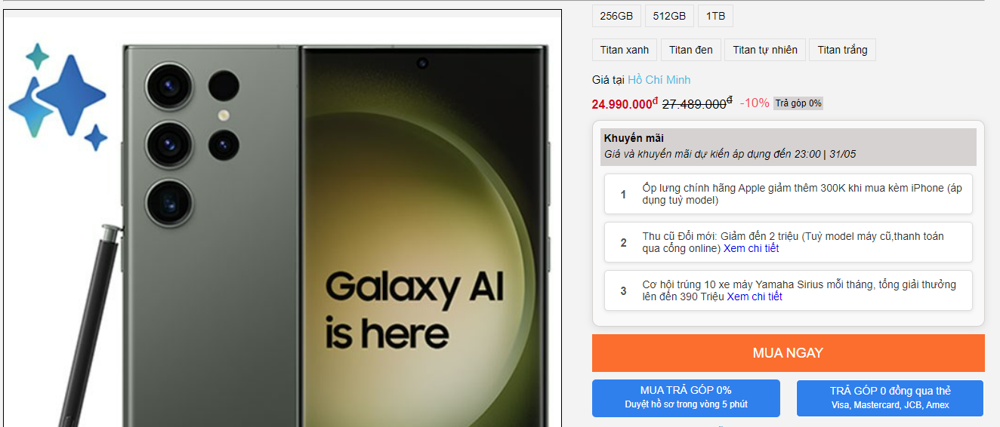 256GB
512GB
1TB
Titan xanh
Titan đen
Titan tự nhiên
Titan trắng
Giá tại Hồ Chí Minh
24.990.000đ 27.489.000đ -10% Trả góp 0%
Khuyến mãi
Giá và khuyến mãi dự kiến áp dụng đến 23:00 | 31/05
1
Ốp lưng chính hãng Apple giảm thêm 300K khi mua kèm iPhone (áp
dụng tuỳ model)
2
Thu cũ Đổi mới: Giảm đến 2 triệu (Tuỳ model máy cũ,thanh toán
qua cổng online) Xem chi tiết
3
Cơ hội trúng 10 xe máy Yamaha Sirius mỗi tháng, tổng giải thưởng
lên đến 390 Triệu Xem chi tiết
Galaxy AI
is here
MUA NGAY
MUA TRẢ GÓP 0%
Duyệt hồ sơ trong vòng 5 phút
TRẢ GÓP 0 đồng qua thẻ
Visa, Mastercard, JCB, Amex